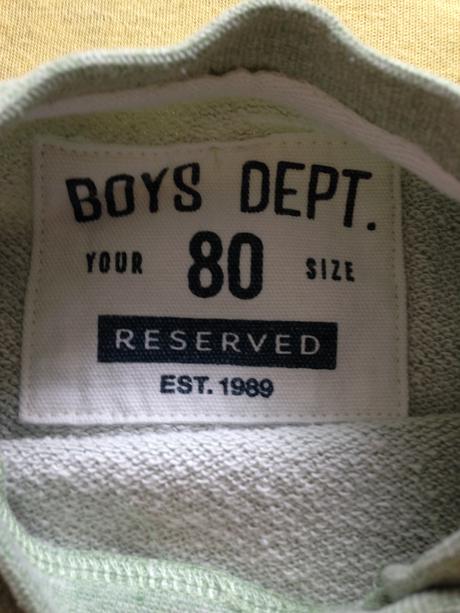 BOYS DEPT.
YOUR 80 SIZE
RESERVED
EST. 1989